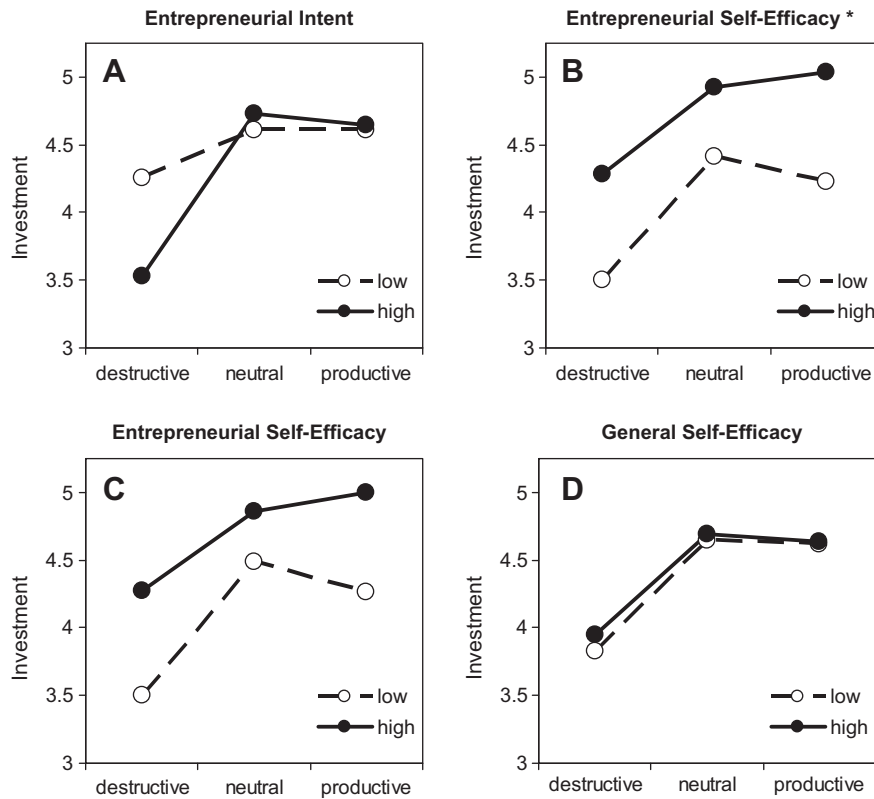 Entrepreneurial Intent
A
5
4.5
4
3.5
3
Investment
low
high
destructive neutral productive
Entrepreneurial Self-Efficacy *
B
5
4.5
4
3.5
3
Investment
low
high
destructive neutral productive
Entrepreneurial Self-Efficacy
C
5
4.5
4
3.5
3
Investment
low
high
destructive neutral productive
General Self-Efficacy
D
5
4.5
4
3.5
3
Investment
low
high
destructive neutral productive